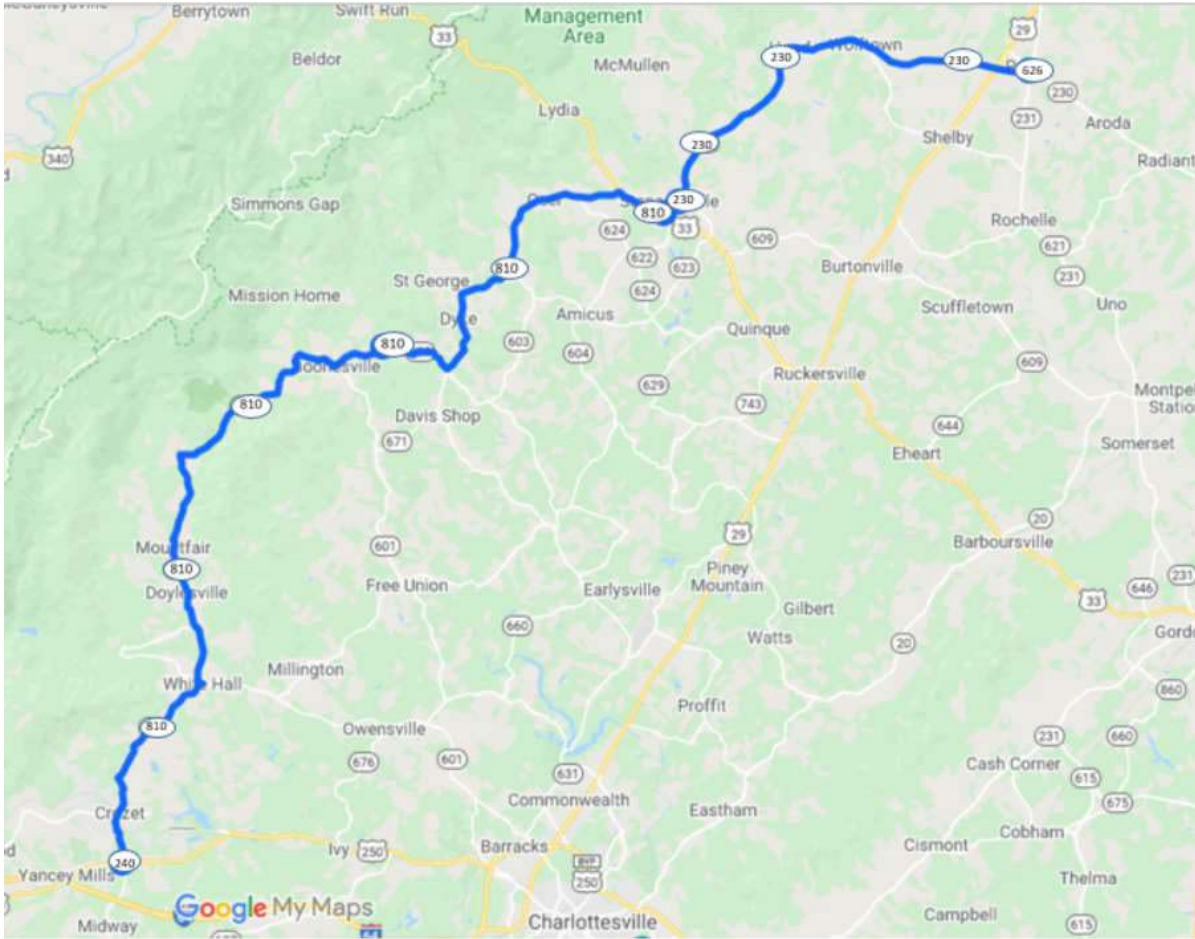 Berrytown
Swift Run
Management
Area
33
29
Beldor
McMullen
230
Wolftown
230
626
230
Lydia
231
Aroda
340
230
Shelby
Radiant
Simmons Gap
810
230
624
33
609
Rochelle
622
623
621
810
Burtonville
231
St George
Mission Home
624
Scuffletown
Uno
Amicus
Quinque
810
603
604
609
629
Ruckersville
810
Davis Shop
743
Montpe
Station
644
671
Eheart
Somerset
20
29
601
Barboursville
Mountfair
810
Piney
Mountain
231
Doylesville
Free Union
Earlysville
646
33
Gilbert
660
Watts
Gord
20
Millington
White Hall
860
Proffit
810
Owensville
231
660
676
601
Cash Corner
631
615
Commonwealth
675
Crozet
Eastham
Cobham
Ivy
250
Barracks
Cismont
240
BYP
250
Yancey Mills
Thelma
Google My Maps
Campbell
Midway
Charlottesville
615
64